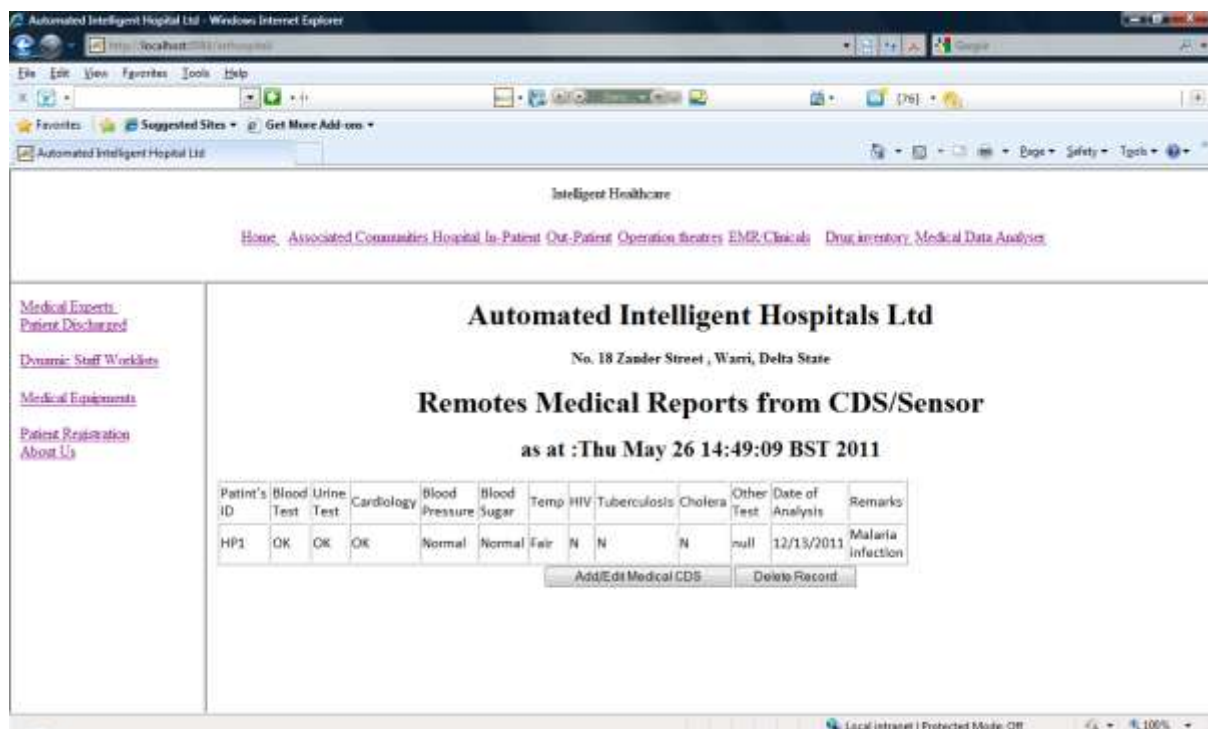 Automated Intelligent Hopital Ltd - Windows Internet Explorer
localhost
Google
File Edit View Favorites Tools Help
(76)
Favorites Suggested Sites Get More Add-ons
Automated Intelligent Hopital Ltd
Page Safety Tools
Intelligent Healthcare
Home Associated Communities Hospital In-Patient Out-Patient Operation theatres EMR/Clinicals Drug inventory Medical Data Analyser
Medical Experts
Patient Discharged
Dynamic Staff Worklists
Medical Equipments
Patient Registration
About Us
Automated Intelligent Hospitals Ltd
No. 18 Zander Street , Warri, Delta State
Remotes Medical Reports from CDS/Sensor
as at :Thu May 26 14:49:09 BST 2011
Patint's ID Blood Test Urine Test Cardiology Blood Pressure Blood Sugar Temp HIV Tuberculosis Cholera Other Test Date of Analysis Remarks
HP1 OK OK OK Normal Normal Fair N N N null 12/13/2011 Malaria infection
Add/Edit Medical CDS Delete Record
Local intranet | Protected Mode: Off 100%